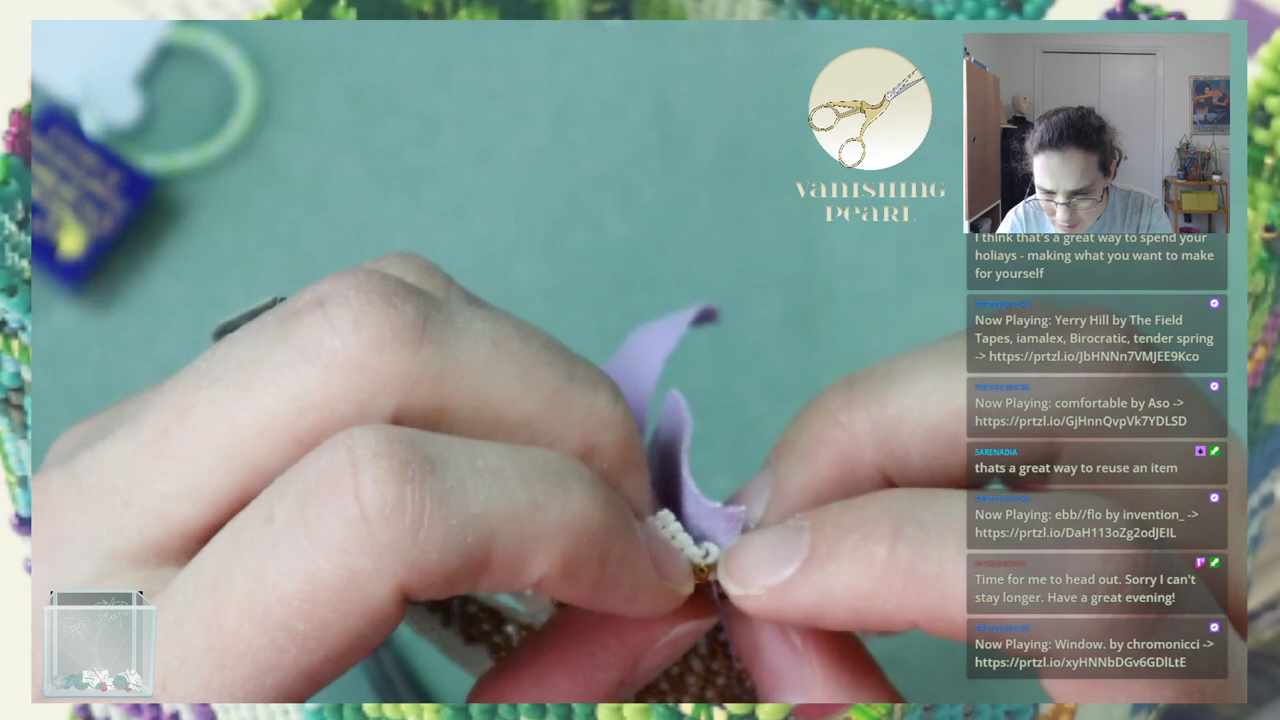 VANISHING
PEARL
I think that's a great way to spend your
holiays - making what you want to make
for yourself
Now Playing: Yerry Hill by The Field
Tapes, iamalex, Birocratic, tender spring
-> https://prtzl.io/JbHNNn7VMJEE9Kco
Now Playing: comfortable by Aso ->
https://prtzl.io/GjHnnQvpVk7YDLSD
SARENADIA
thats a great way to reuse an item
Now Playing: ebb//flo by invention_ ->
https://prtzl.io/DaH113oZg2odJEIL
Time for me to head out. Sorry I can't
stay longer. Have a great evening!
Now Playing: Window. by chromonicci ->
https://prtzl.io/xyHNNbDGv6GDlLtE